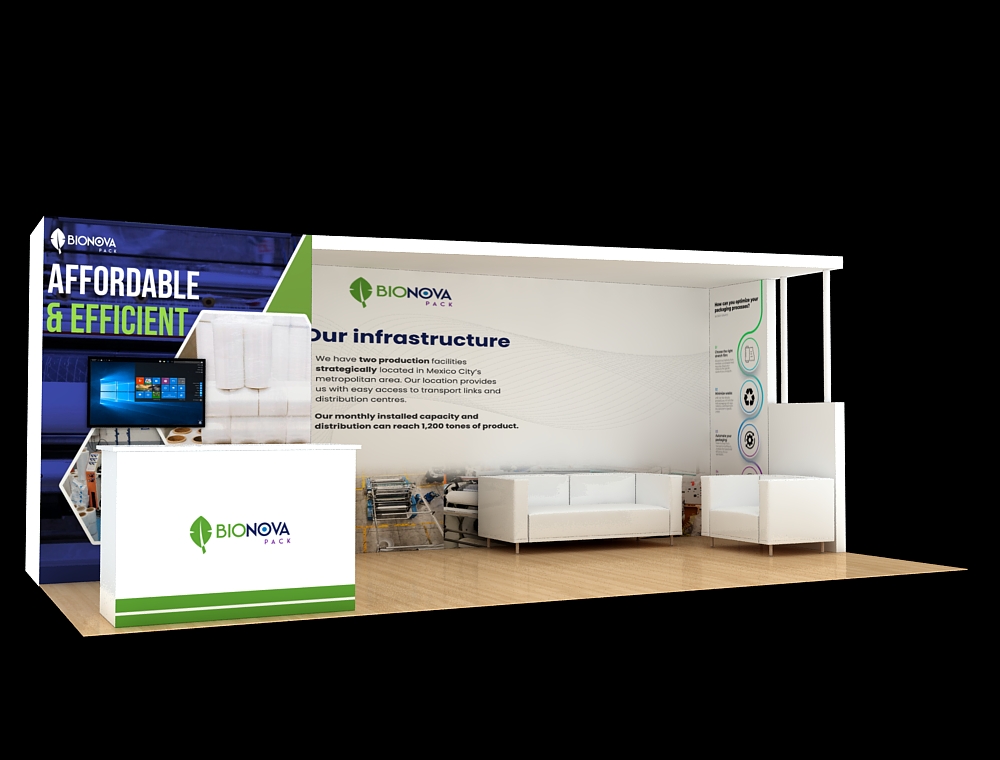 BIONOVA
PACK
AFFORDABLE
& EFFICIENT
BIONOVA
PACK
Our infrastructure
We have two production facilities
strategically located in Mexico City's
metropolitan area. Our location provides
us with easy access to transport links and
distribution centres.
Our monthly installed capacity and
distribution can reach 1,200 tones of product.
How can you optimize your
packaging processes?
BIONOVA
PACK